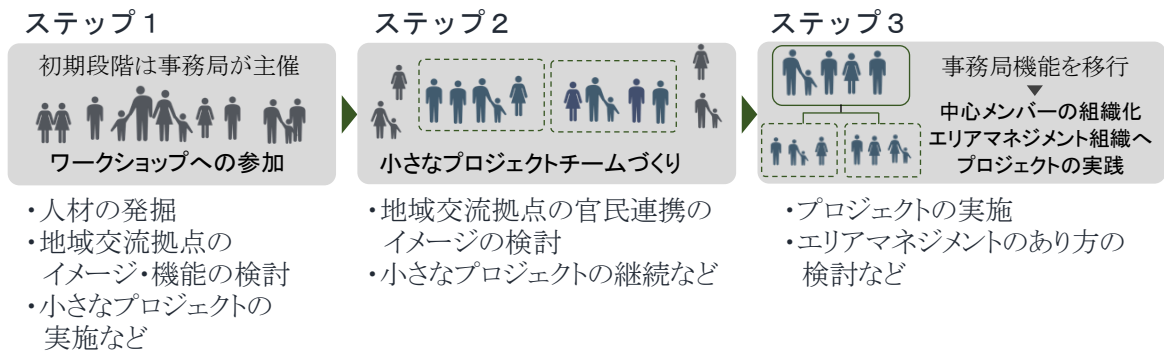 ステップ1
初期段階は事務局が主催
ワークショップへの参加
・人材の発掘
・地域交流拠点の
イメージ・機能の検討
・小さなプロジェクトの
実施など
ステップ2
小さなプロジェクトチームづくり
・地域交流拠点の官民連携の
イメージの検討
・小さなプロジェクトの継続など
ステップ3
事務局機能を移行
中心メンバーの組織化
エリアマネジメント組織へ
プロジェクトの実践
・プロジェクトの実施
・エリアマネジメントのあり方の
検討など